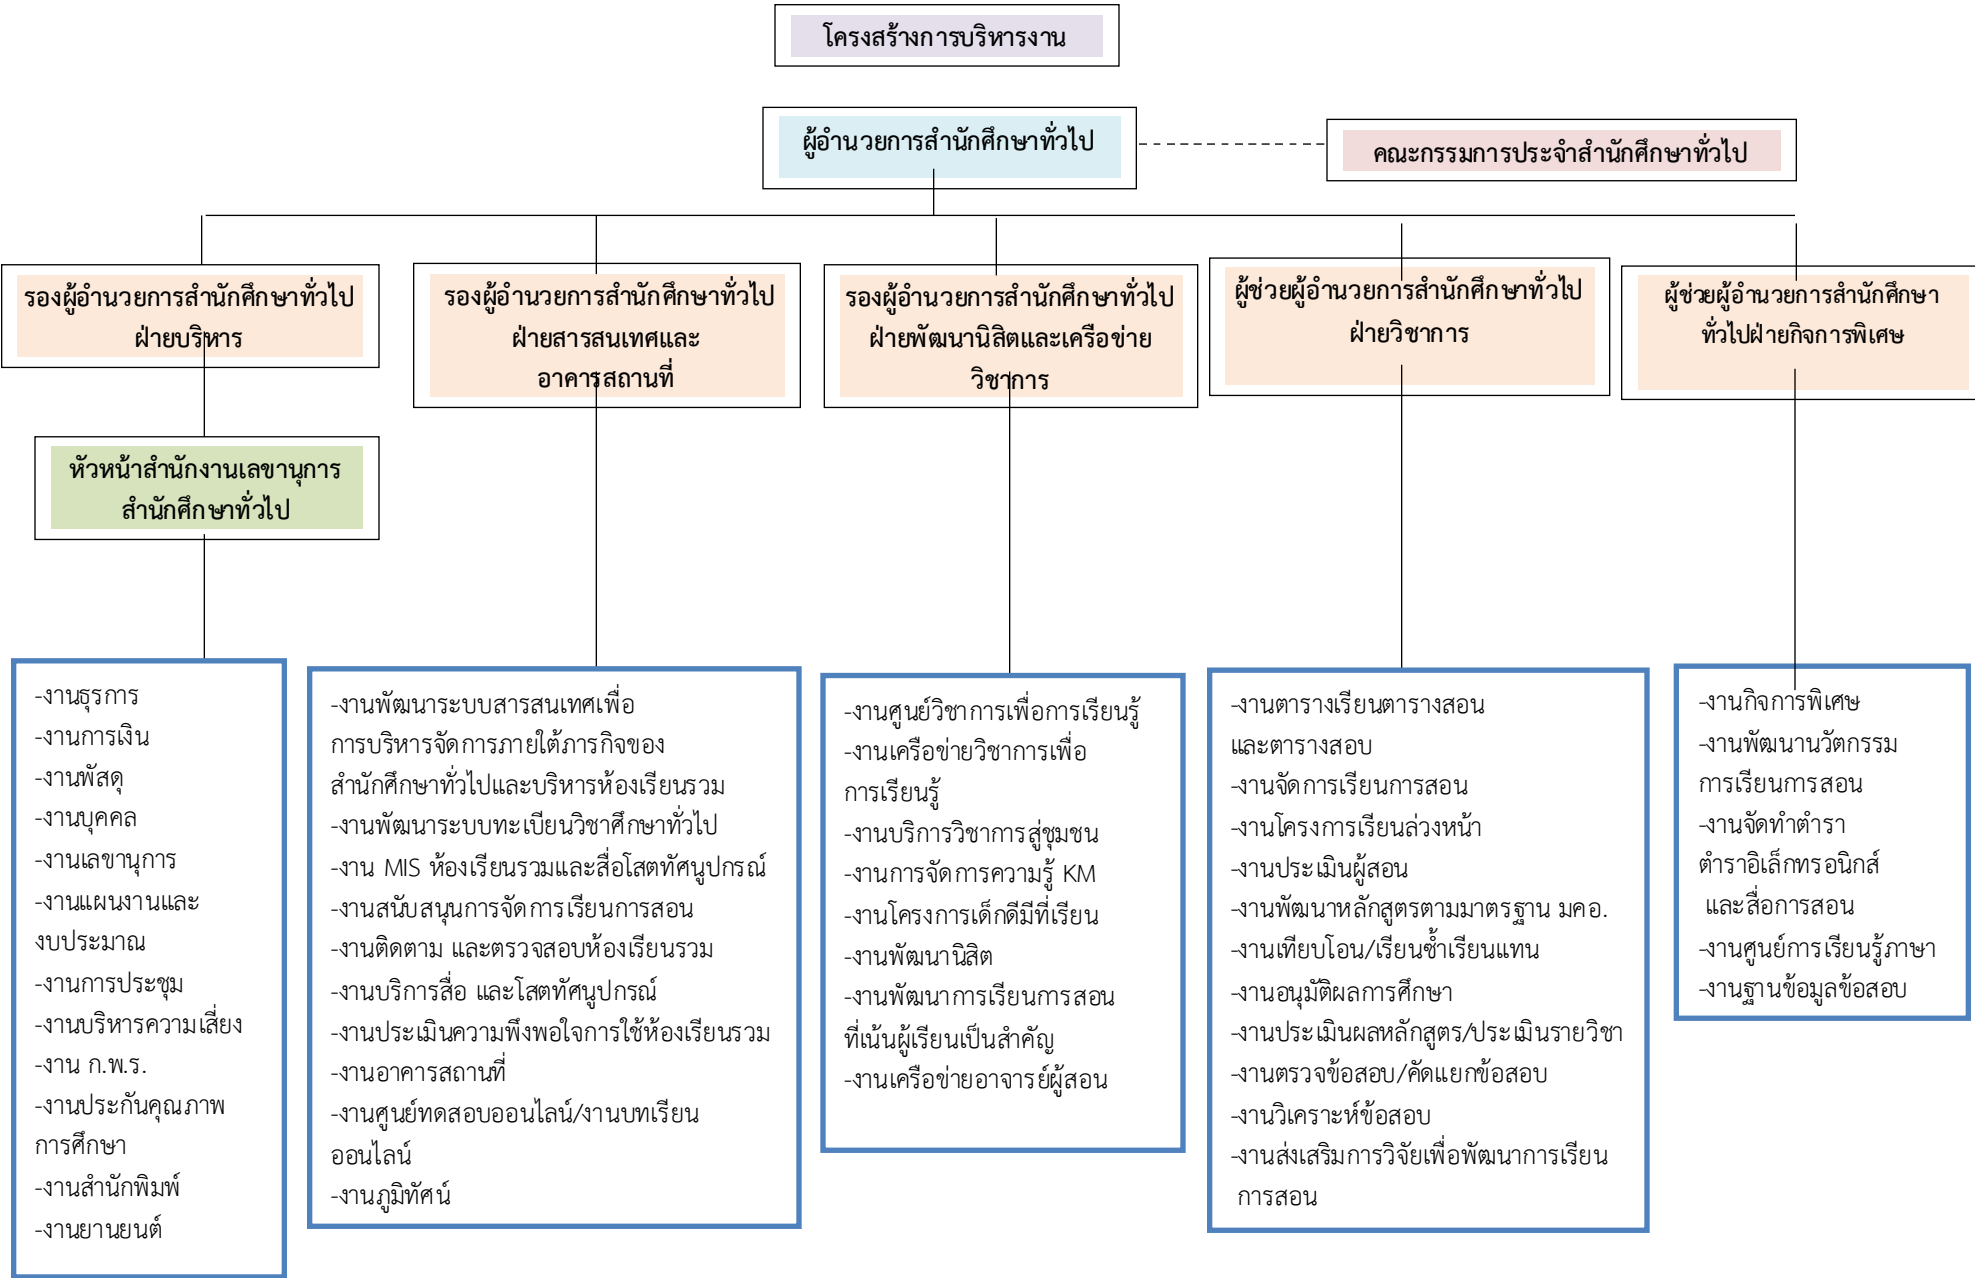 โครงสร้างการบริหารงาน
ผู้อำนวยการสำนักศึกษาทั่วไป
คณะกรรมการประจำสำนักศึกษาทั่วไป
รองผู้อำนวยการสำนักศึกษาทั่วไป
ฝ่ายบริหาร
รองผู้อำนวยการสำนักศึกษาทั่วไป
ฝ่ายสารสนเทศและ
อาคารสถานที่
รองผู้อำนวยการสำนักศึกษาทั่วไป
ฝ่ายพัฒนานิสิตและเครือข่าย
วิชาการ
ผู้ช่วยผู้อำนวยการสำนักศึกษาทั่วไป
ฝ่ายวิชาการ
ผู้ช่วยผู้อำนวยการสำนักศึกษา
ทั่วไปฝ่ายกิจการพิเศษ
หัวหน้าสำนักงานเลขานุการ
สำนักศึกษาทั่วไป
-งานธุรการ
-งานการเงิน
-งานพัสดุ
-งานบุคคล
-งานเลขานุการ
-งานแผนงานและ
งบประมาณ
-งานการประชุม
-งานบริหารความเสี่ยง
-งาน ก.พ.ร.
-งานประกันคุณภาพ
การศึกษา
-งานสำนักพิมพ์
-งานยานยนต์
-งานพัฒนาระบบสารสนเทศเพื่อ
การบริหารจัดการภายใต้ภารกิจของ
สำนักศึกษาทั่วไปและบริหารห้องเรียนรวม
-งานพัฒนาระบบทะเบียนวิชาศึกษาทั่วไป
-งาน MIS ห้องเรียนรวมและสื่อโสตทัศนูปกรณ์
-งานสนับสนุนการจัดการเรียนการสอน
-งานติดตาม และตรวจสอบห้องเรียนรวม
-งานบริการสื่อ และโสตทัศนูปกรณ์
-งานประเมินความพึงพอใจการใช้ห้องเรียนรวม
-งานอาคารสถานที่
-งานศูนย์ทดสอบออนไลน์/งานบทเรียน
ออนไลน์
-งานภูมิทัศน์
-งานศูนย์วิชาการเพื่อการเรียนรู้
-งานเครือข่ายวิชาการเพื่อ
การเรียนรู้
-งานบริการวิชาการสู่ชุมชน
-งานการจัดการความรู้ KM
-งานโครงการเด็กดีมีที่เรียน
-งานพัฒนานิสิต
-งานพัฒนาการเรียนการสอน
ที่เน้นผู้เรียนเป็นสำคัญ
-งานเครือข่ายอาจารย์ผู้สอน
-งานตารางเรียนตารางสอน
และตารางสอบ
-งานจัดการเรียนการสอน
-งานโครงการเรียนล่วงหน้า
-งานประเมินผู้สอน
-งานพัฒนาหลักสูตรตามมาตรฐาน มคอ.
-งานเทียบโอน/เรียนซ้ำเรียนแทน
-งานอนุมัติผลการศึกษา
-งานประเมินผลหลักสูตร/ประเมินรายวิชา
-งานตรวจข้อสอบ/คัดแยกข้อสอบ
-งานวิเคราะห์ข้อสอบ
-งานส่งเสริมการวิจัยเพื่อพัฒนาการเรียน
การสอน
-งานกิจการพิเศษ
-งานพัฒนานวัตกรรม
การเรียนการสอน
-งานจัดทำตำรา
ตำราอิเล็กทรอนิกส์
และสื่อการสอน
-งานศูนย์การเรียนรู้ภาษา
-งานฐานข้อมูลข้อสอบ